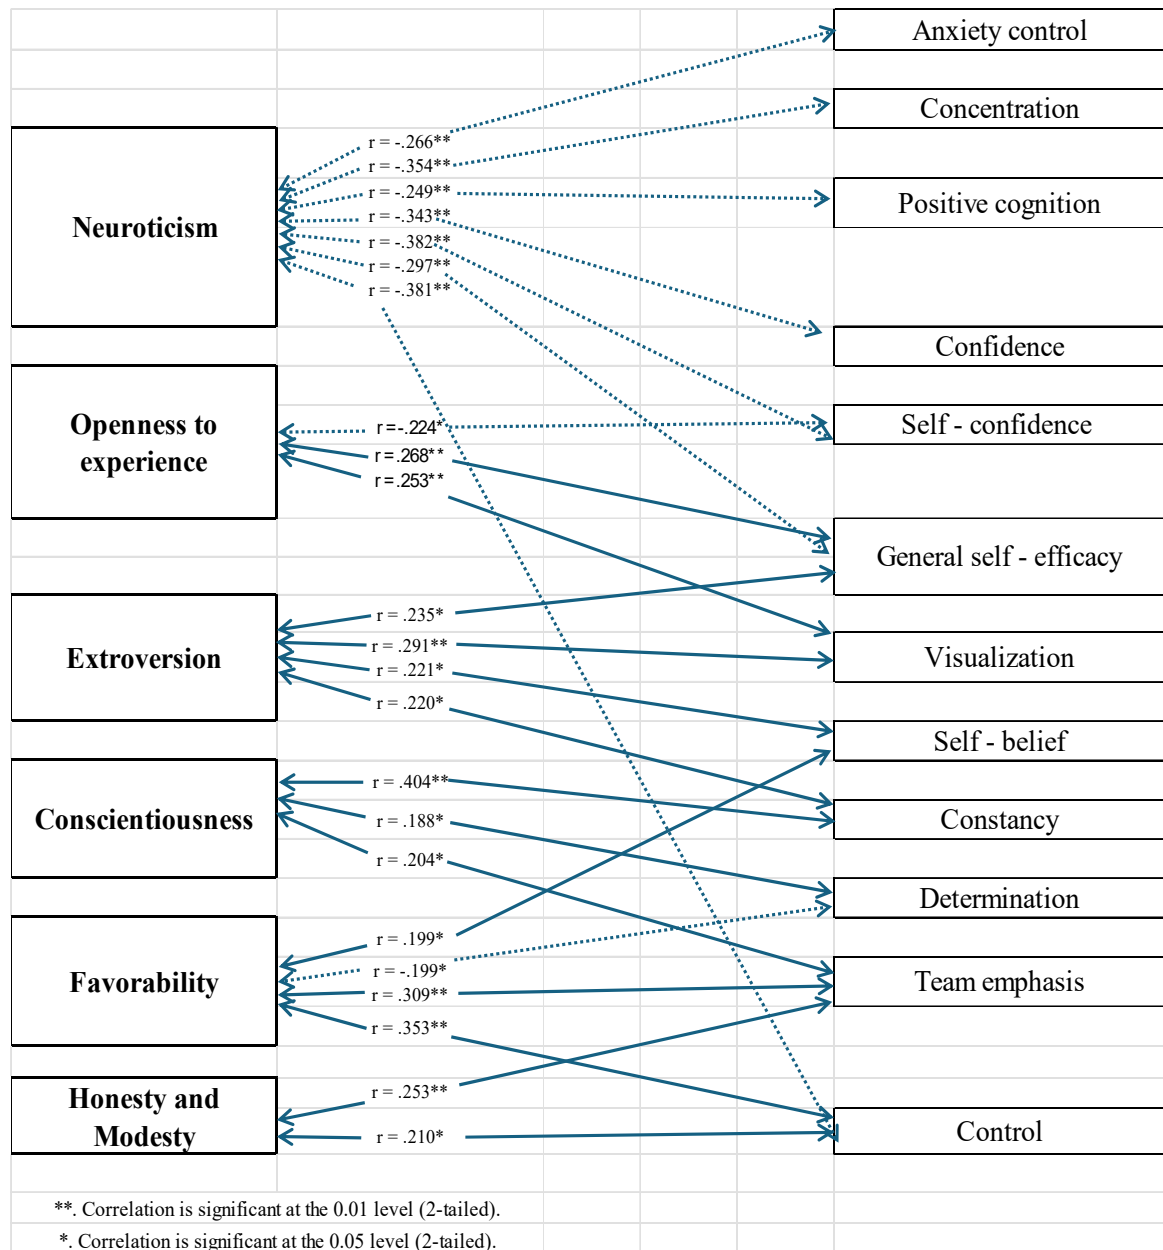 Anxiety control
Concentration
r = -.266**
r = -.354**
r = -.249**
Positive cognition
r = -.343**
Neuroticism
r = -.382**
r = -.297**
r = -.381**
Confidence
Openness to
experience
r = -.224*
Self - confidence
r = .268**
r = .253**
General self - efficacy
r = .235*
Extroversion
r = .291**
Visualization
r = .221*
r = .220*
Self - belief
r = .404**
Conscientiousness
r = .188*
Constancy
r = .204*
Determination
r = .199*
Favorability
r = -.199*
Team emphasis
r = .309**
r = .353**
Honesty and
Modesty
r = .253**
r = .210*
Control
**. Correlation is significant at the 0.01 level (2-tailed).
*. Correlation is significant at the 0.05 level (2-tailed).